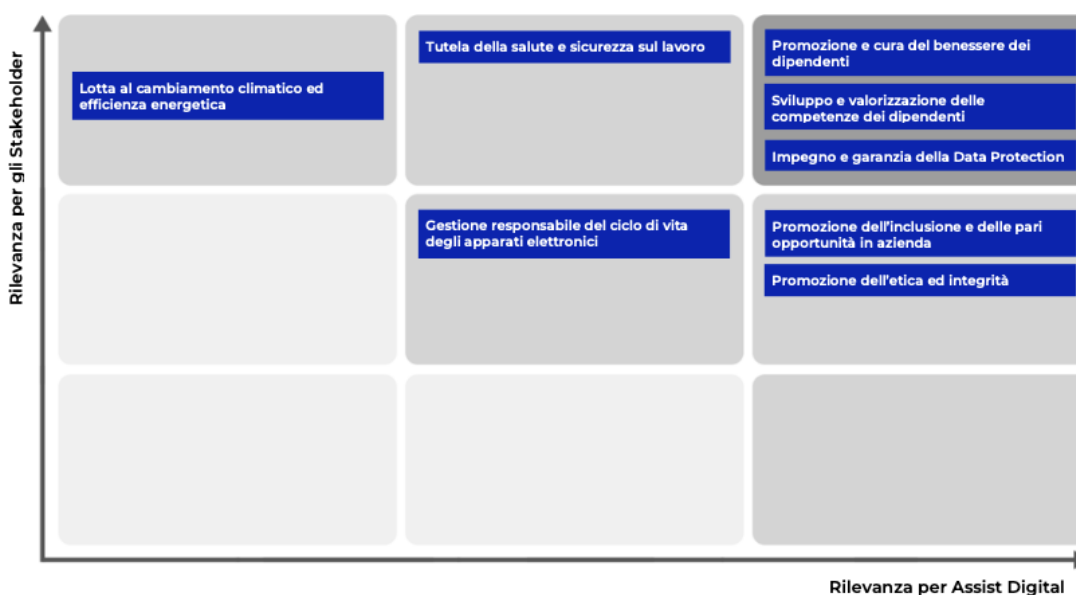 Rilevanza per gli Stakeholder
Lotta al cambiamento climatico ed
efficienza energetica
Tutela della salute e sicurezza sul lavoro
Promozione e cura del benessere dei
dipendenti
Sviluppo e valorizzazione delle
competenze dei dipendenti
Impegno e garanzia della Data Protection
Gestione responsabile del ciclo di vita
degli apparati elettronici
Promozione dell'inclusione e delle pari
opportunità in azienda
Promozione dell'etica ed integrità
Rilevanza per Assist Digital